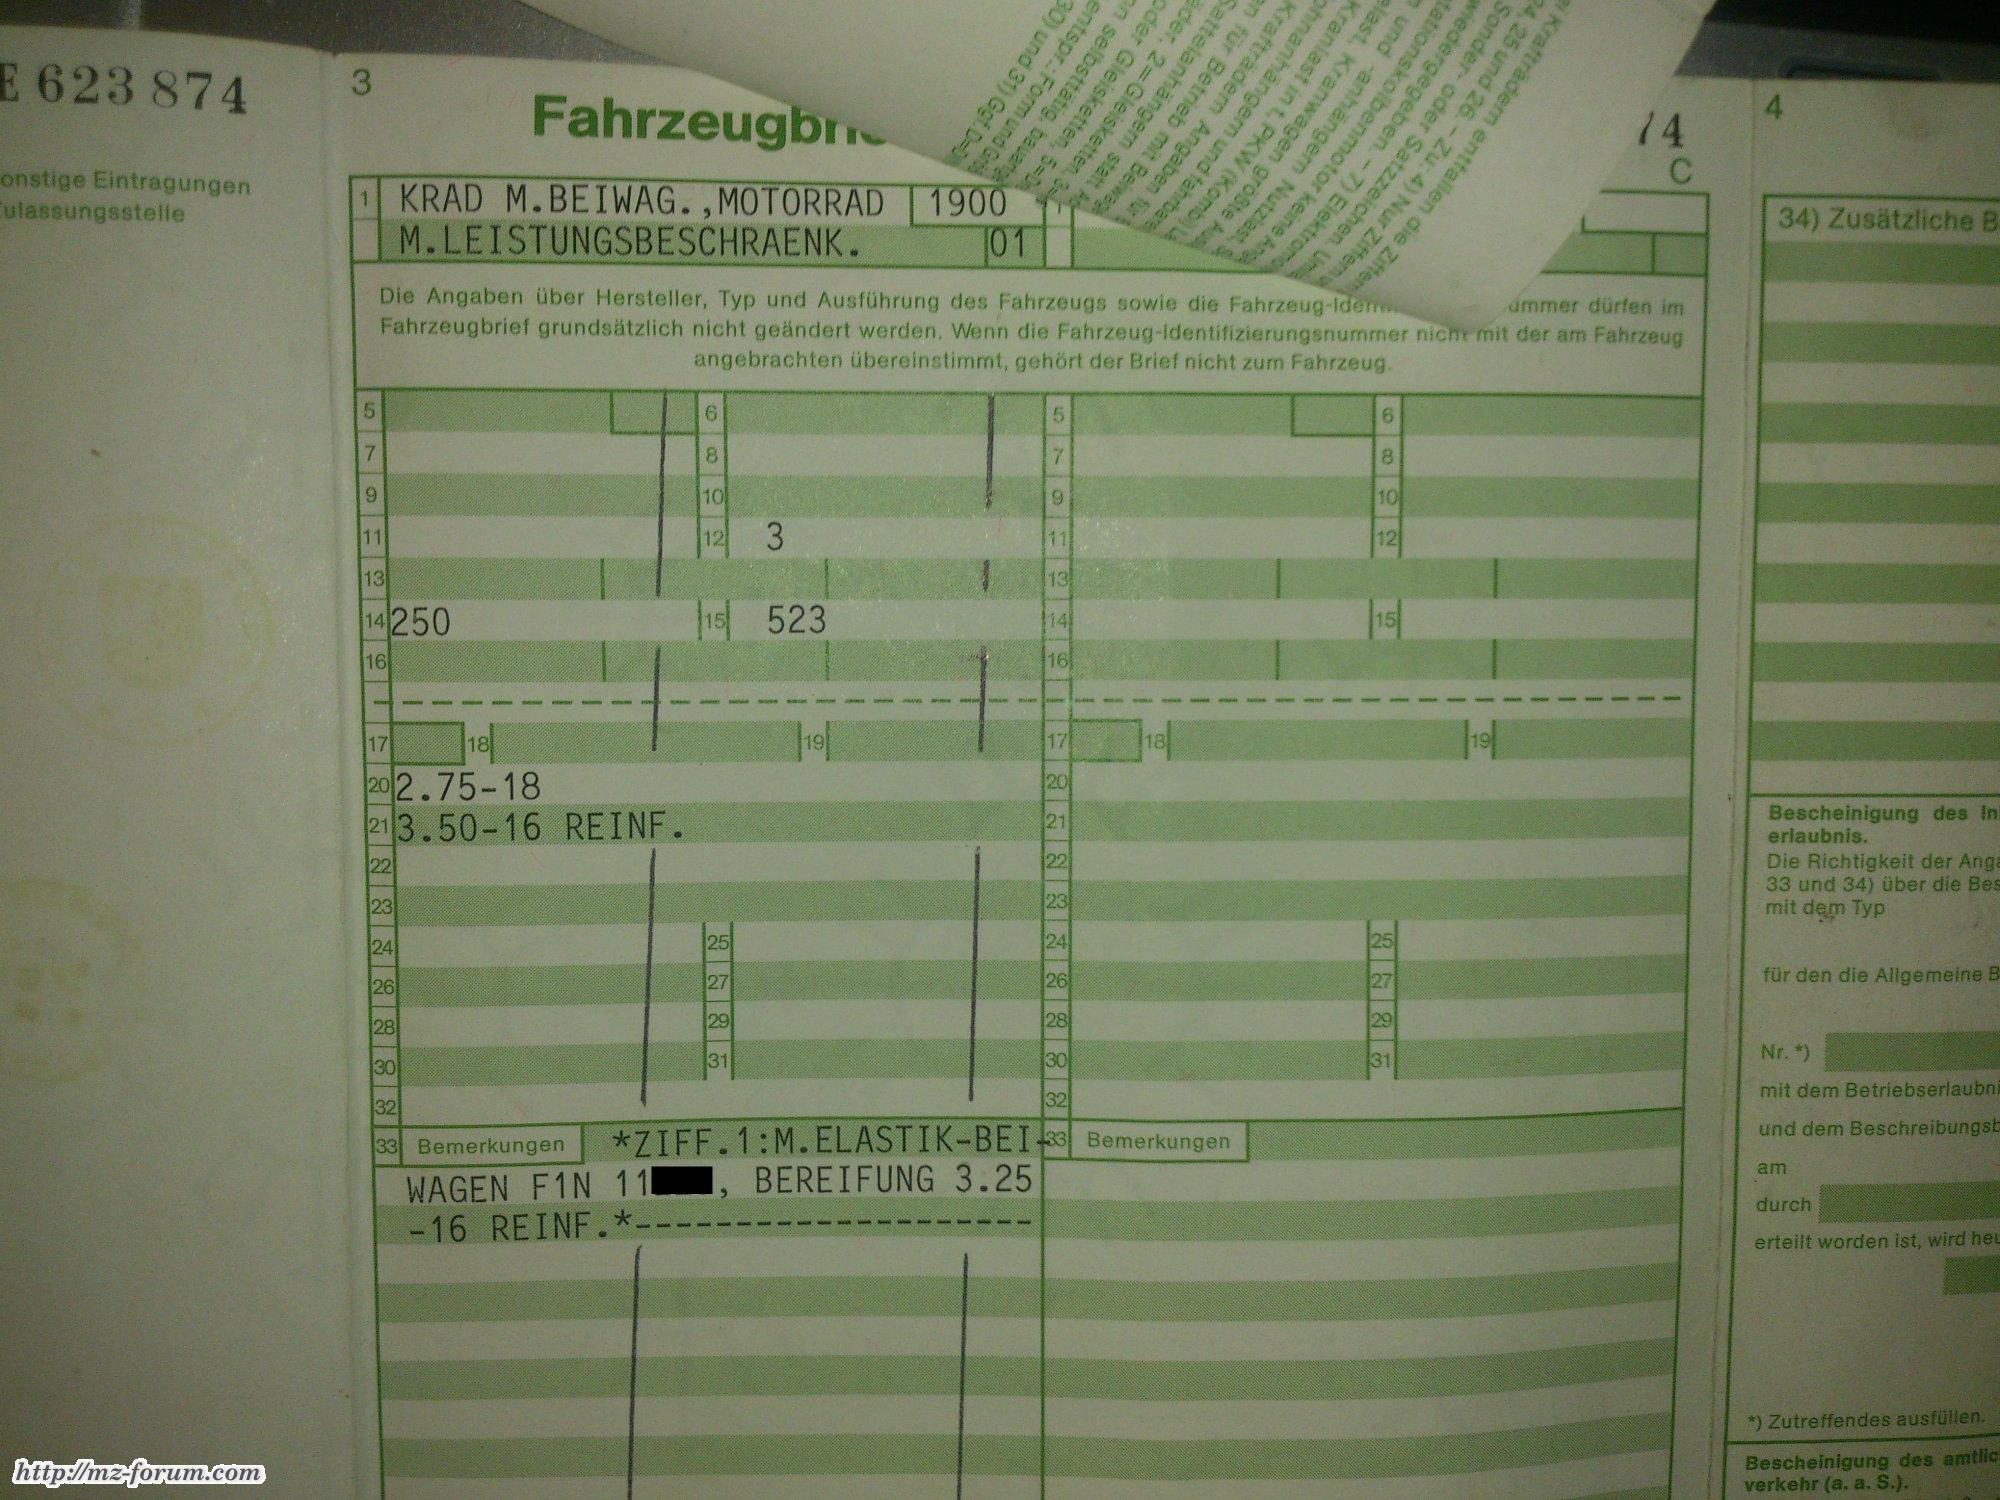 E 623 874
onstige Eintragungen
ulassungsstelle
3
Fahrzeugbrie
74
C
1 KRAD M.BEIWAG.,MOTORRAD 1900
M.LEISTUNGSBESCHRAENK. 01
Die Angaben über Hersteller, Typ und Ausführung des Fahrzeugs sowie die Fahrzeug-Iden ummer dürfen im
Fahrzeugbrief grundsätzlich nicht geändert werden. Wenn die Fahrzeug-Identifizierungsnummer nicht mit der am Fahrzeug
angebrachten übereinstimmt, gehört der Brief nicht zum Fahrzeug.
5 6 5 6
7 8 7 8
9 10 9 10
11 12 3 11 12
13 13
14 250 15 523 14 15
16 16
17 18 19 17 18 19
20 2.75-18 20
21 3.50-16 REINF. 21
22 22
23 23
24 25 24 25
26 27 26 27
28 29 28 29
30 31 30 31
32 32
33 Bemerkungen *ZIFF.1:M.ELASTIK-BEI- 33 Bemerkungen
WAGEN F1N 11 , BEREIFUNG 3.25
-16 REINF.*--------------------
4
34) Zusätzliche B
Bescheinigung des In
erlaubnis.
Die Richtigkeit der Anga
33 und 34) über die Bes
mit dem Typ
für den die Allgemeine B
Nr. *)
mit dem Betriebserlaubni
und dem Beschreibungsb
am
durch
erteilt worden ist, wird heu
*) Zutreffendes ausfüllen.
Bescheinigung des amtlic
verkehr (a. a. S.).
http://mz-forum.com